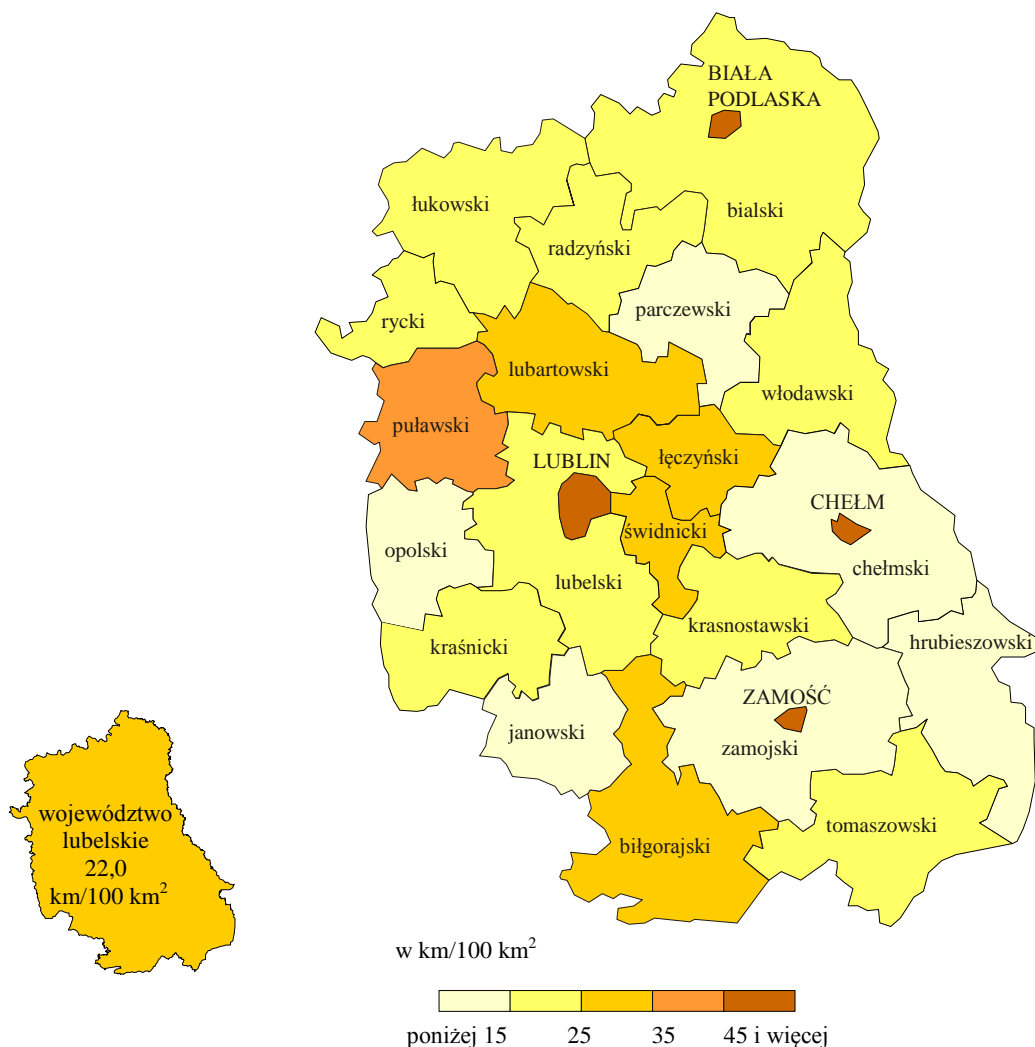 BIAŁA
PODLASKA
łukowski
bialski
radzyński
parczewski
rycki
lubartowski
włodawski
puławski
LUBLIN
łęczyński
CHEŁM
świdnicki
opolski
chełmski
lubelski
krasnostawski
hrubieszowski
kraśnicki
ZAMOŚĆ
janowski
zamojski
tomaszowski
biłgorajski
województwo
lubelskie
22,0
km/100 km²
w km/100 km²
poniżej 15 25 35 45 i więcej